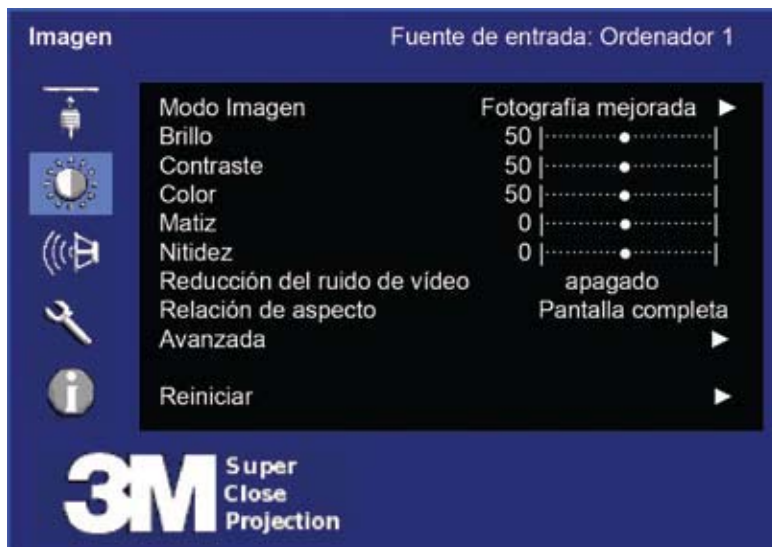 Imagen Fuente de entrada: Ordenador 1
Modo Imagen Fotografía mejorada ►
Brillo 50
Contraste 50
Color 50
Matiz 0
Nitidez 0
Reducción del ruido de vídeo apagado
Relación de aspecto Pantalla completa
Avanzada ►
Reiniciar ►
3M Super
Close
Projection